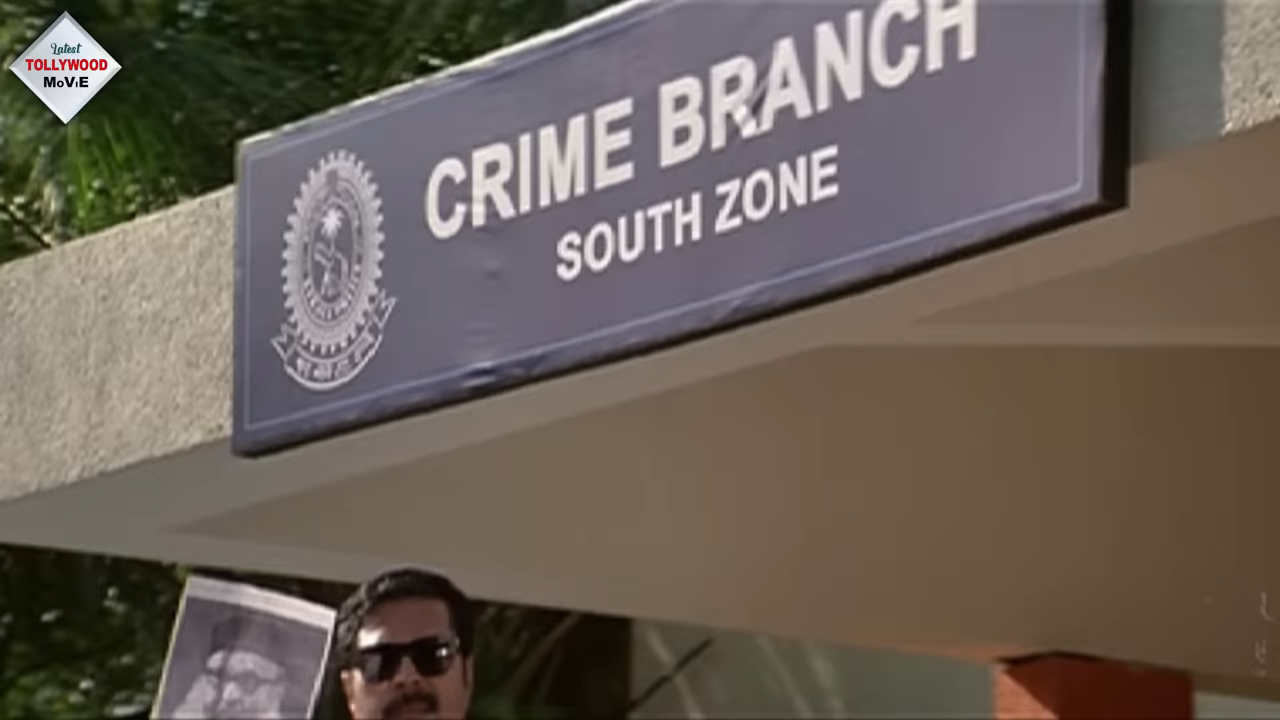 Latest
TOLLYWOOD
MoViE
CRIME BRANCH
SOUTH ZONE